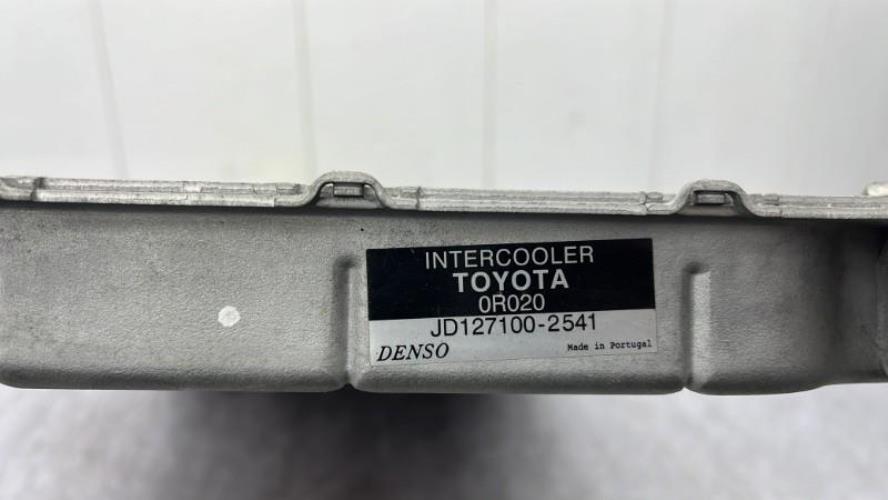 INTERCOOLER
TOYOTA
0R020
JD127100-2541
DENSO Made in Portugal